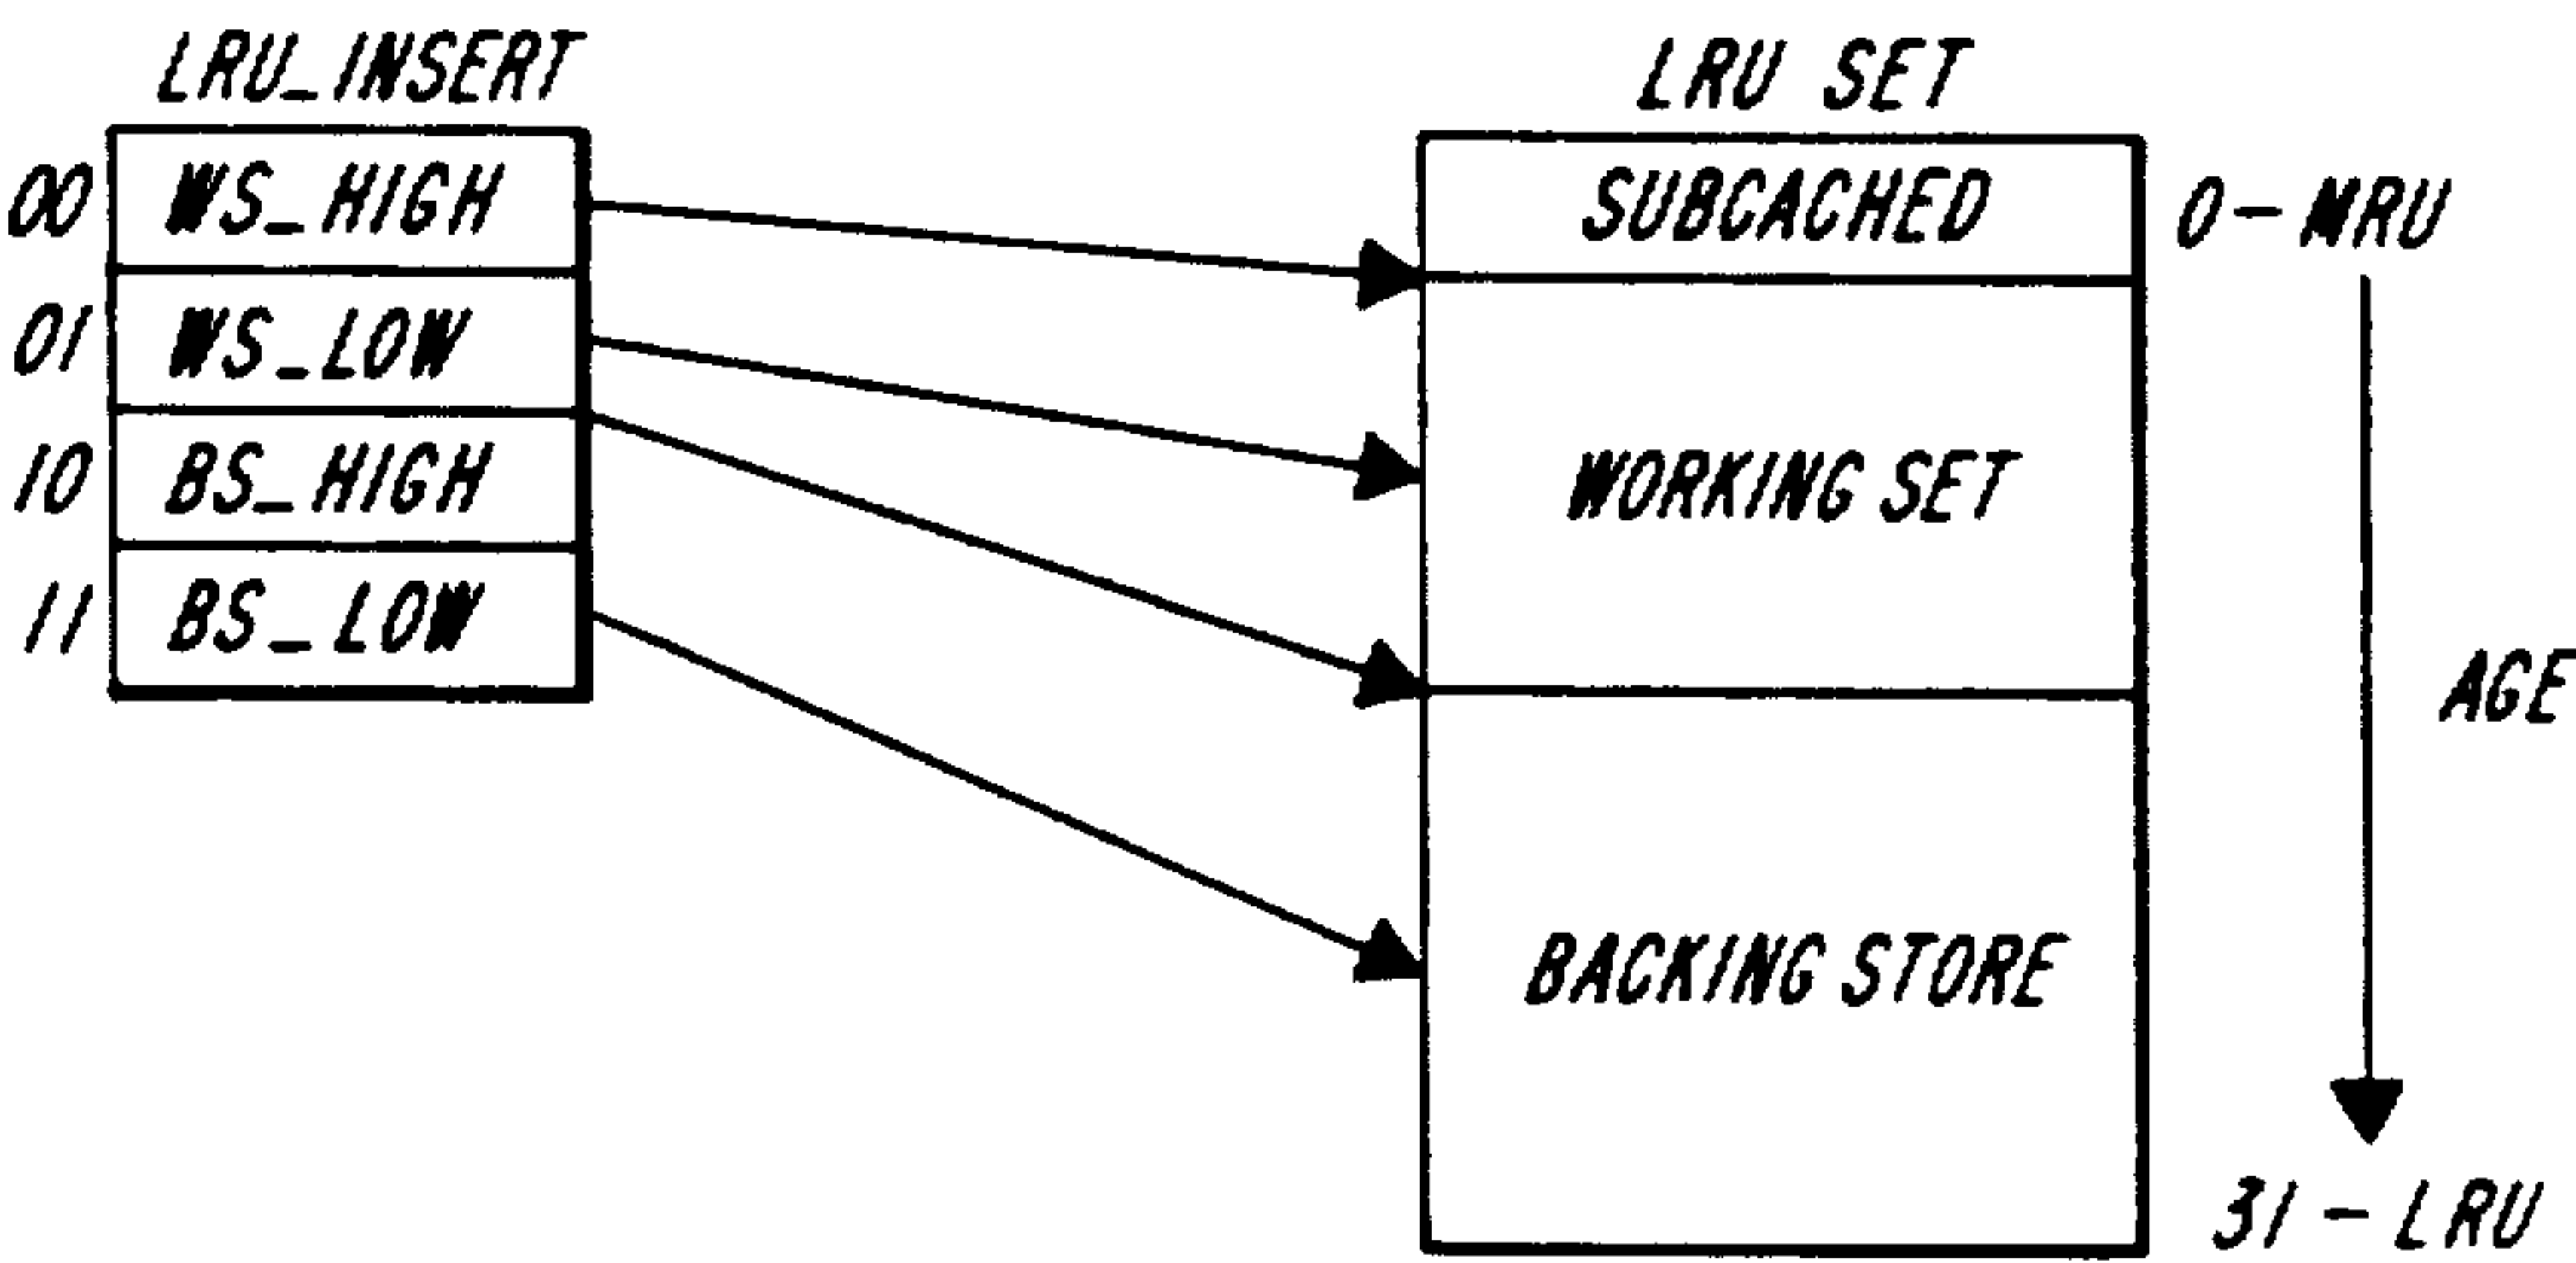 LRU_INSERT
00 WS_HIGH
01 WS_LOW
10 BS_HIGH
11 BS_LOW
LRU SET
SUBCACHED
WORKING SET
BACKING STORE
0-MRU
AGE
31-LRU